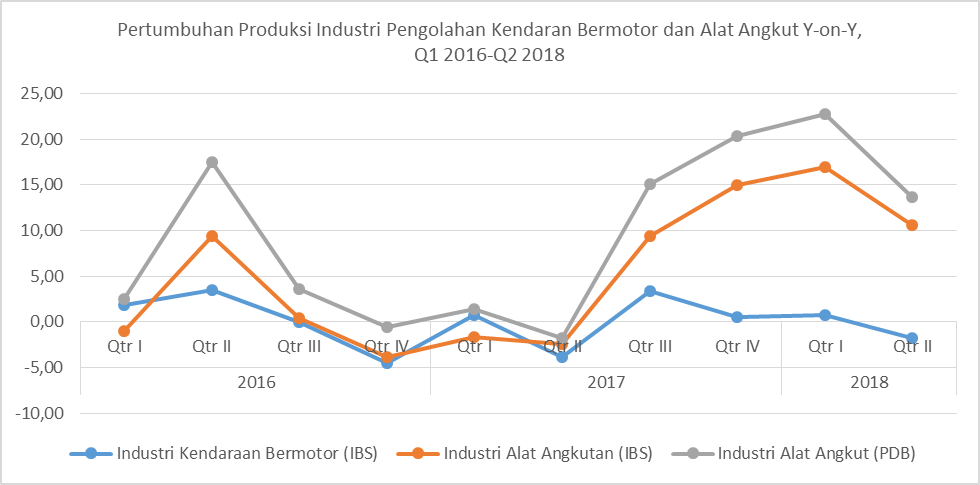 Pertumbuhan Produksi Industri Pengolahan Kendaran Bermotor dan Alat Angkut Y-on-Y,
Q1 2016-Q2 2018
25,00
20,00
15,00
10,00
5,00
0,00
-5,00
-10,00
Qtr I Qtr II Qtr III Qtr IV Qtr I Qtr II Qtr III Qtr IV Qtr I Qtr II
2016 2017 2018
Industri Kendaraan Bermotor (IBS) Industri Alat Angkutan (IBS) Industri Alat Angkut (PDB)